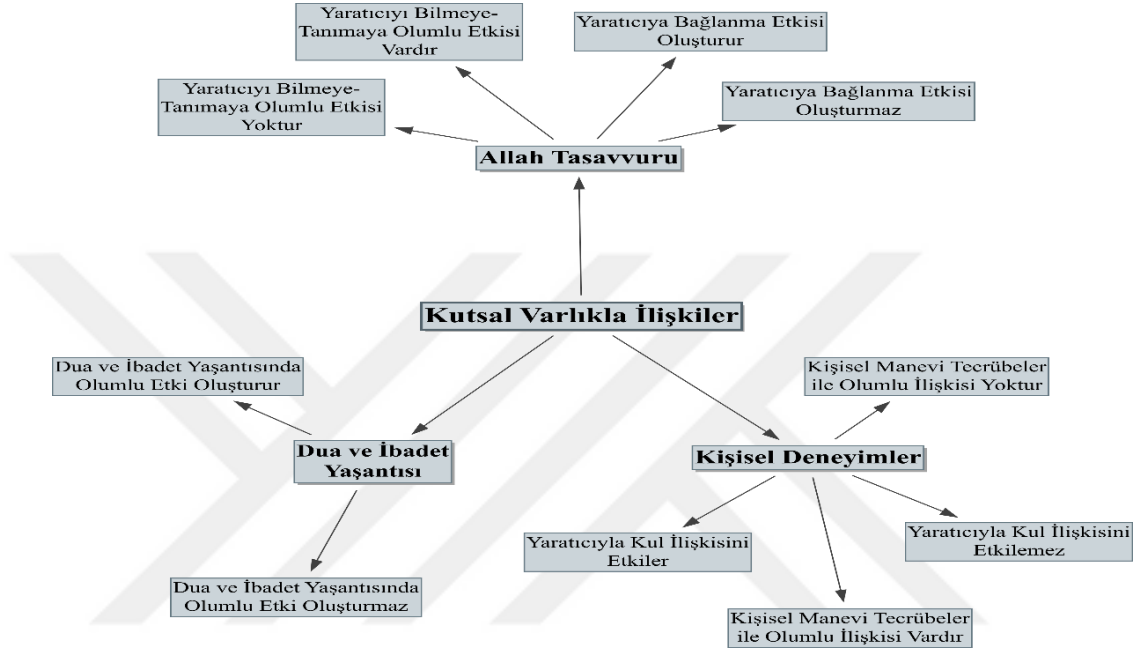 Yaratıcıyı Bilmeye-
Tanımaya Olumlu Etkisi
Vardır
Yaratıcıya Bağlanma Etkisi
Oluşturur
Yaratıcıyı Bilmeye-
Tanımaya Olumlu Etkisi
Yoktur
Yaratıcıya Bağlanma Etkisi
Oluşturmaz
Allah Tasavvuru
Kutsal Varlıkla İlişkiler
Dua ve İbadet Yaşantısında
Olumlu Etki Oluşturur
Kişisel Manevi Tecrübeler
ile Olumlu İlişkisi Yoktur
Dua ve İbadet
Yaşantısı
Kişisel Deneyimler
Yaratıcıyla Kul İlişkisini
Etkiler
Yaratıcıyla Kul İlişkisini
Etkilemez
Dua ve İbadet Yaşantısında
Olumlu Etki Oluşturmaz
Kişisel Manevi Tecrübeler
ile Olumlu İlişkisi Vardır